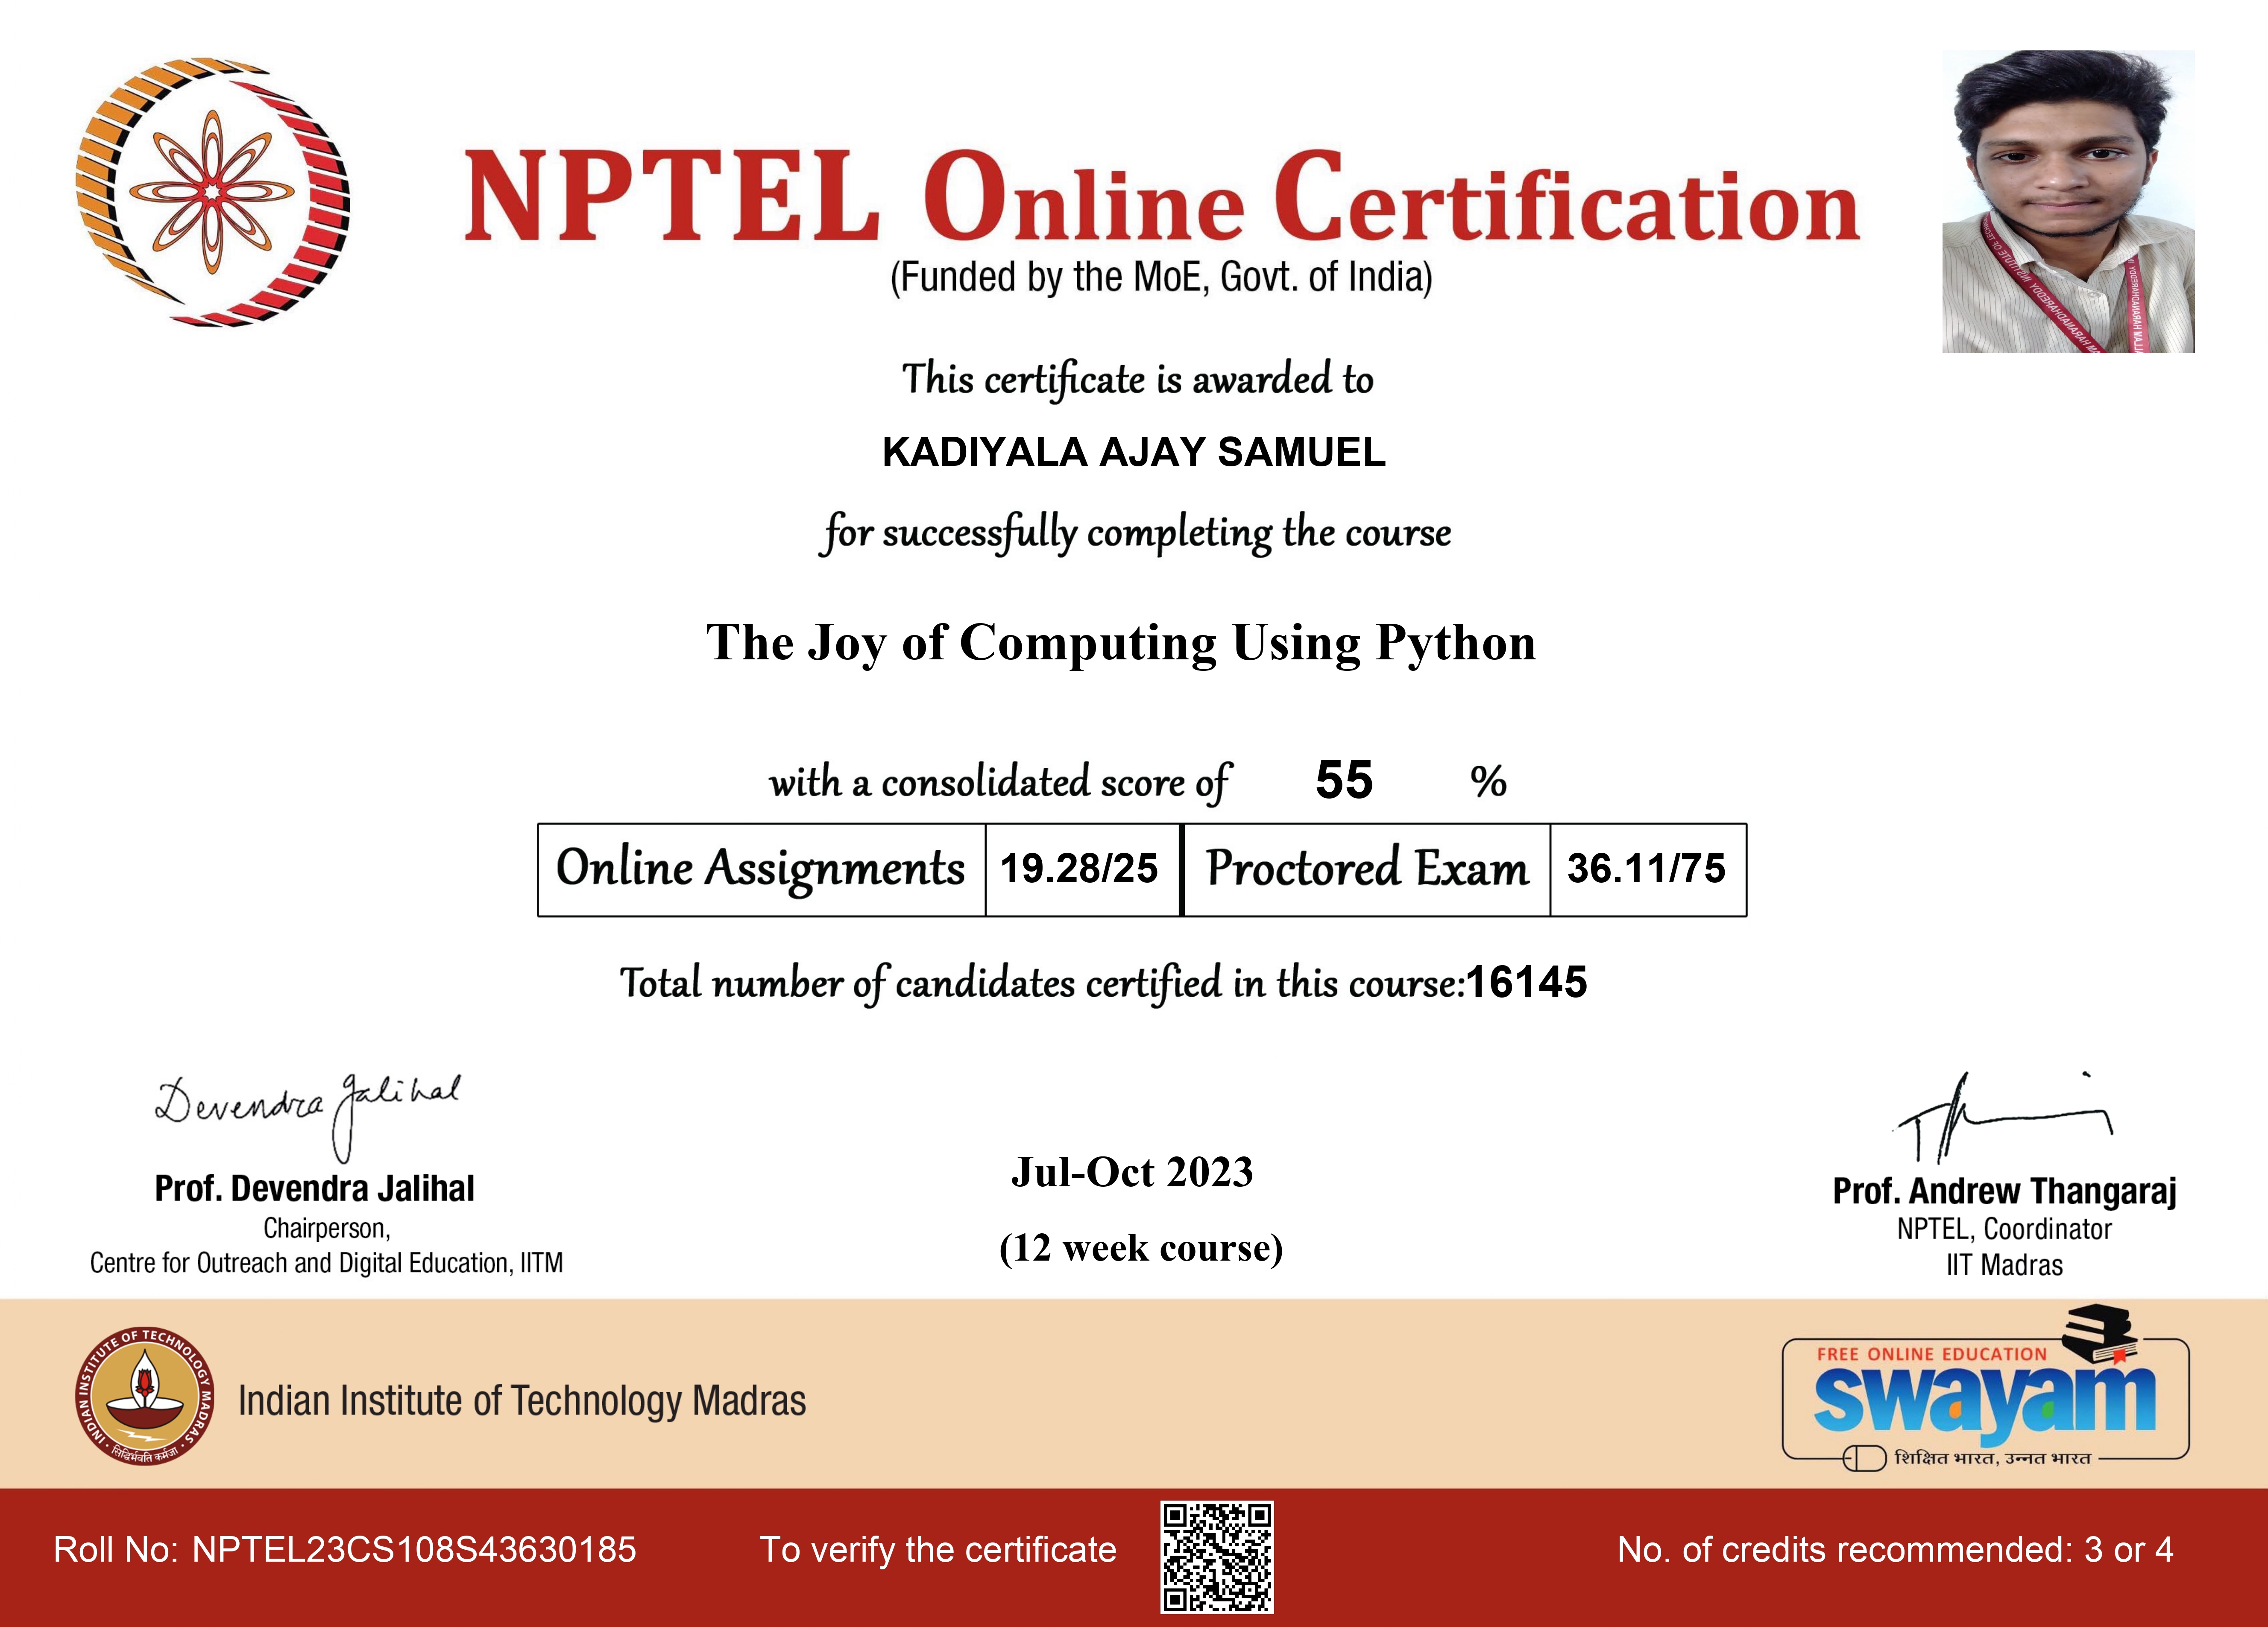 NPTEL Online Certification
(Funded by the MoE, Govt. of India)
This certificate is awarded to
KADIYALA AJAY SAMUEL
for successfully completing the course
The Joy of Computing Using Python
with a consolidated score of 55 %
Online Assignments 19.28/25 Proctored Exam 36.11/75
Total number of candidates certified in this course:16145
Devendra Jalihal
Prof. Devendra Jalihal
Chairperson,
Centre for Outreach and Digital Education, IITM
Jul-Oct 2023
(12 week course)
Prof. Andrew Thangaraj
NPTEL, Coordinator
IIT Madras
INDIAN INSTITUTE OF TECHNOLOGY MADRAS
सिद्धिर्भवति कर्मजा
Indian Institute of Technology Madras
FREE ONLINE EDUCATION
swayam
शिक्षित भारत, उन्नत भारत
Roll No: NPTEL23CS108S43630185
To verify the certificate
No. of credits recommended: 3 or 4